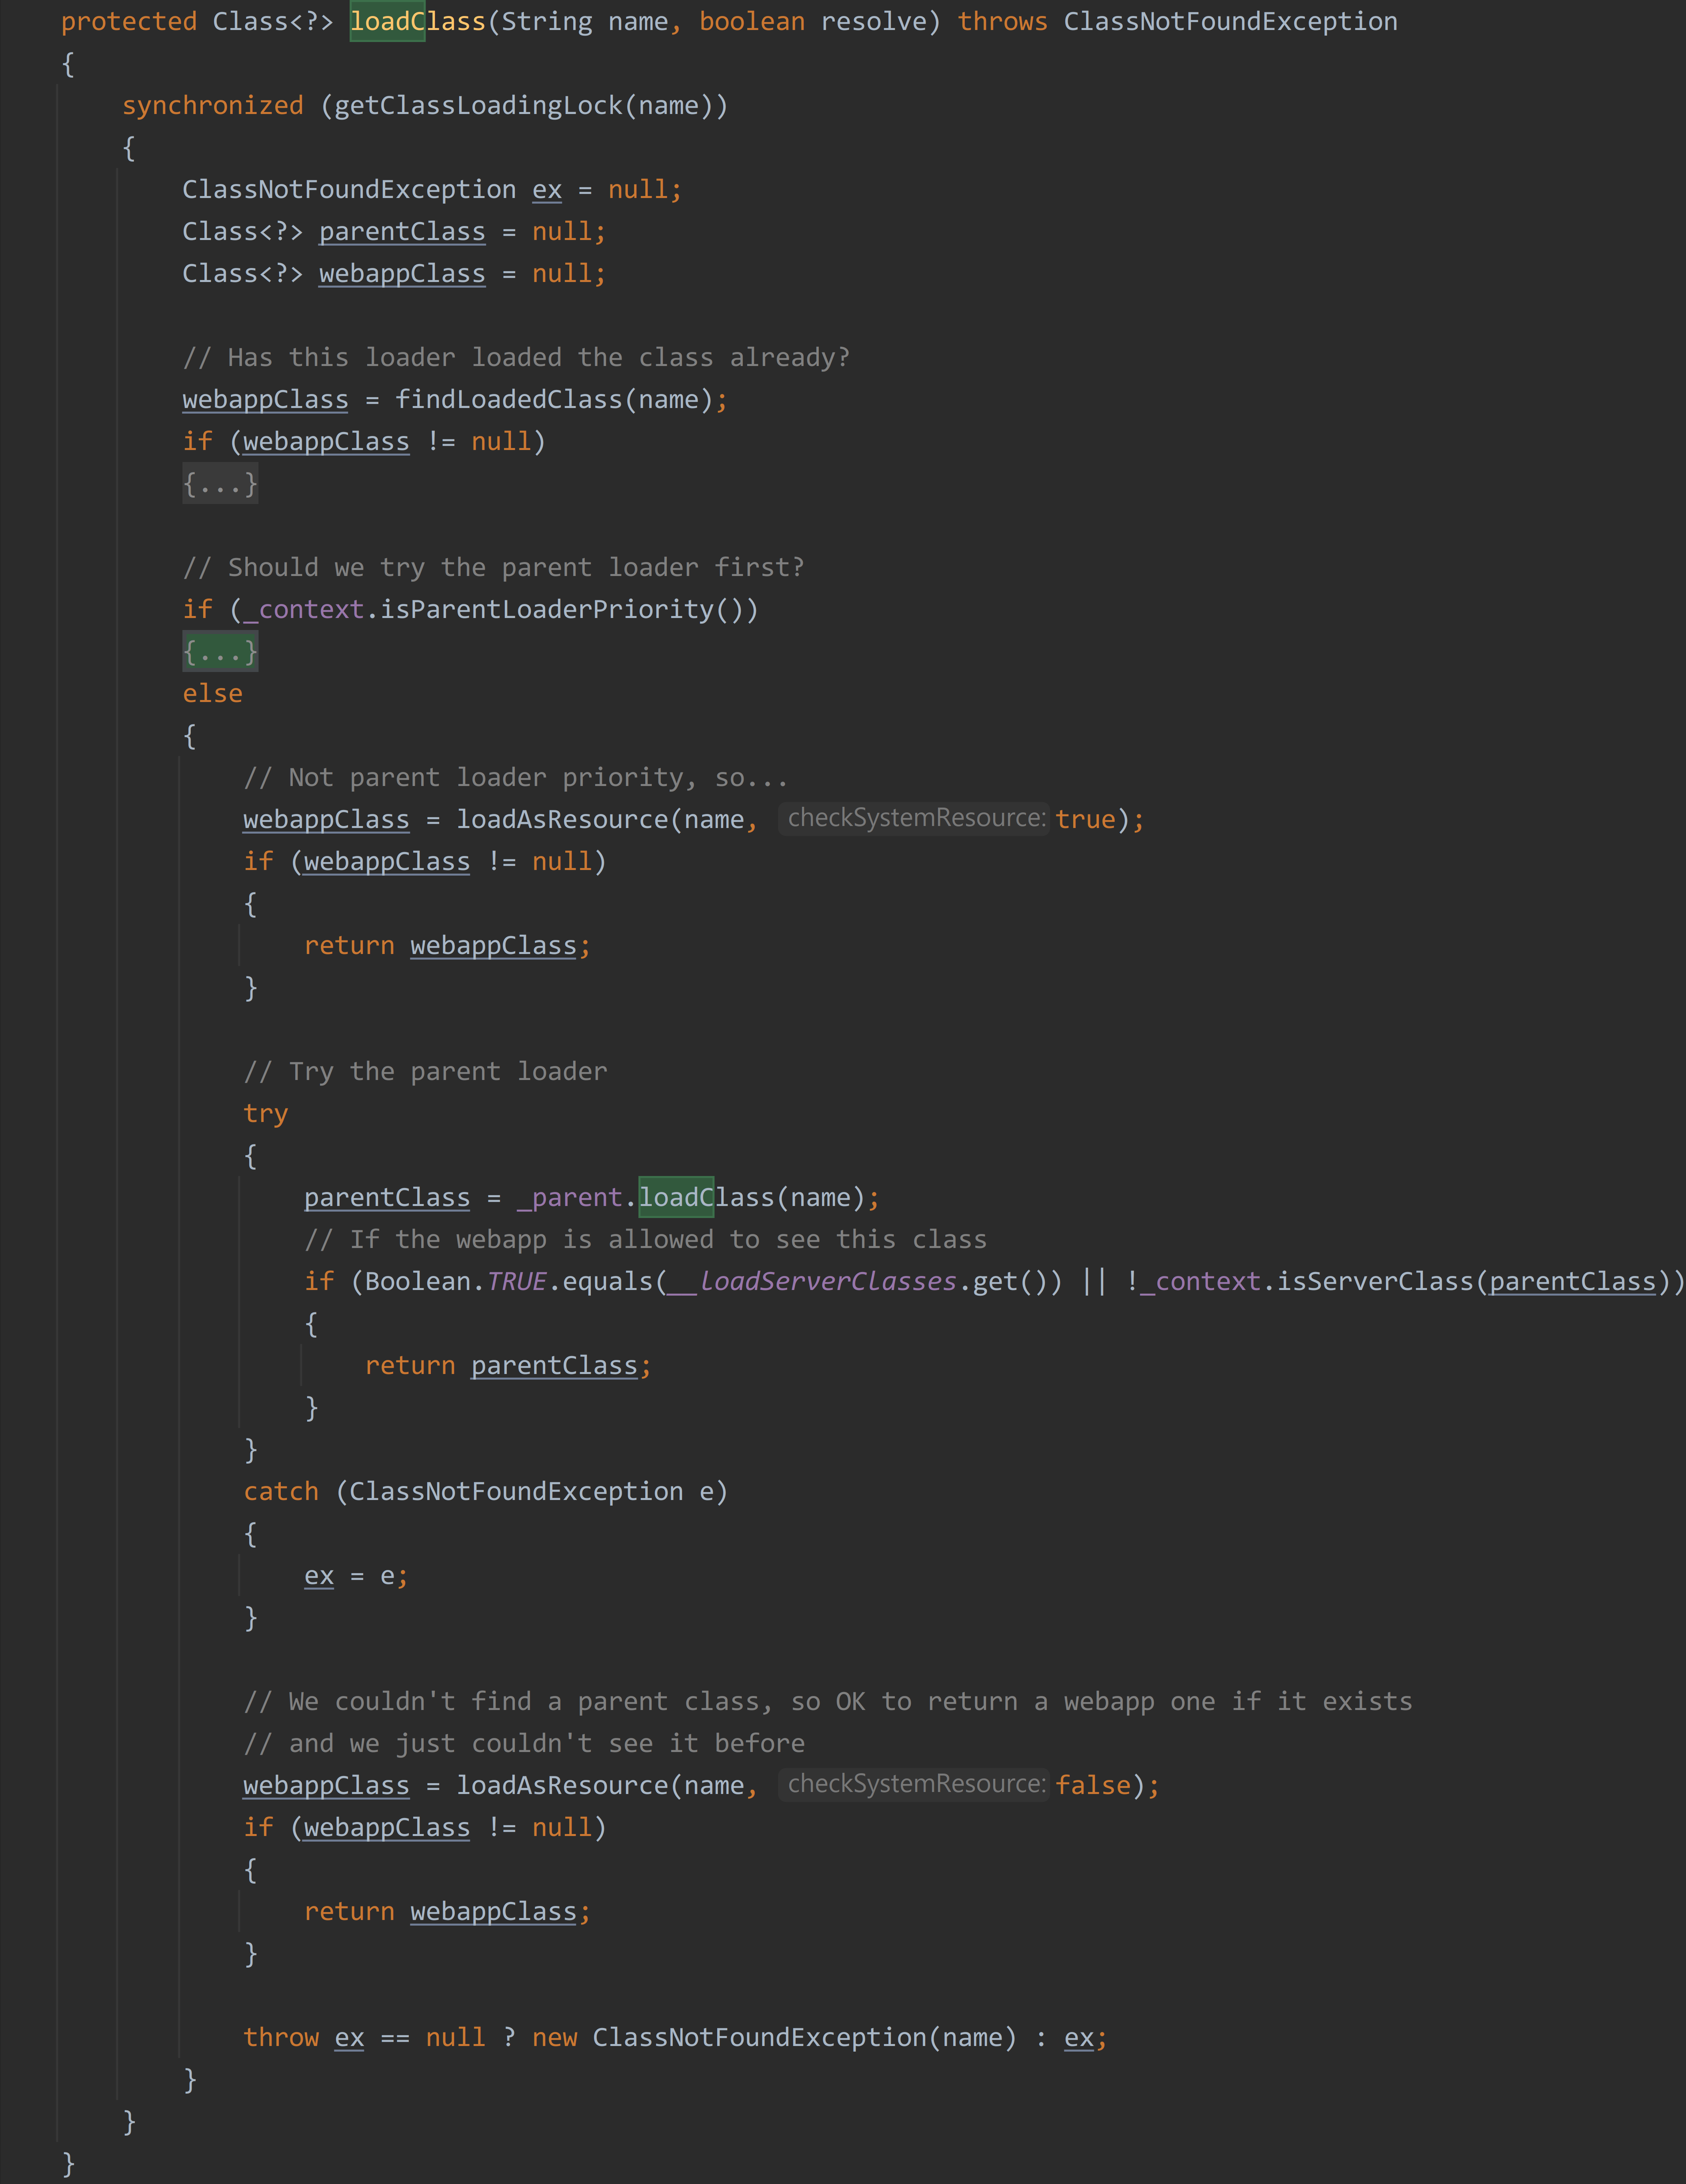 protected Class<?> loadClass(String name, boolean resolve) throws ClassNotFoundException
{
synchronized (getClassLoadingLock(name))
{
ClassNotFoundException ex = null;
Class<?> parentClass = null;
Class<?> webappClass = null;
// Has this loader loaded the class already?
webappClass = findLoadedClass(name);
if (webappClass != null)
{...}
// Should we try the parent loader first?
if (_context.isParentLoaderPriority())
{...}
else
{
// Not parent loader priority, so...
webappClass = loadAsResource(name, checkSystemResource: true);
if (webappClass != null)
{
return webappClass;
}
// Try the parent loader
try
{
parentClass = _parent.loadClass(name);
// If the webapp is allowed to see this class
if (Boolean.TRUE.equals(__loadServerClasses.get()) || !_context.isServerClass(parentClass))
{
return parentClass;
}
}
catch (ClassNotFoundException e)
{
ex = e;
}
// We couldn't find a parent class, so OK to return a webapp one if it exists
// and we just couldn't see it before
webappClass = loadAsResource(name, checkSystemResource: false);
if (webappClass != null)
{
return webappClass;
}
throw ex == null ? new ClassNotFoundException(name) : ex;
}
}
}